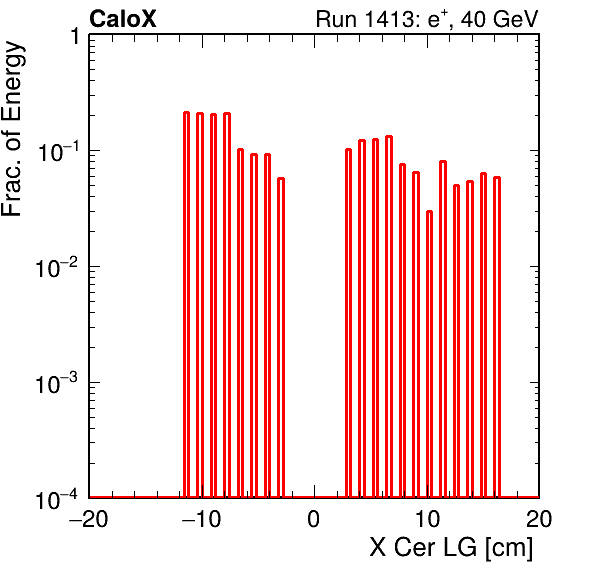 CaloX Run 1413: e⁺, 40 GeV
Frac. of Energy
1
10⁻¹
10⁻²
10⁻³
10⁻⁴
−20 −10 0 10 20
X Cer LG [cm]